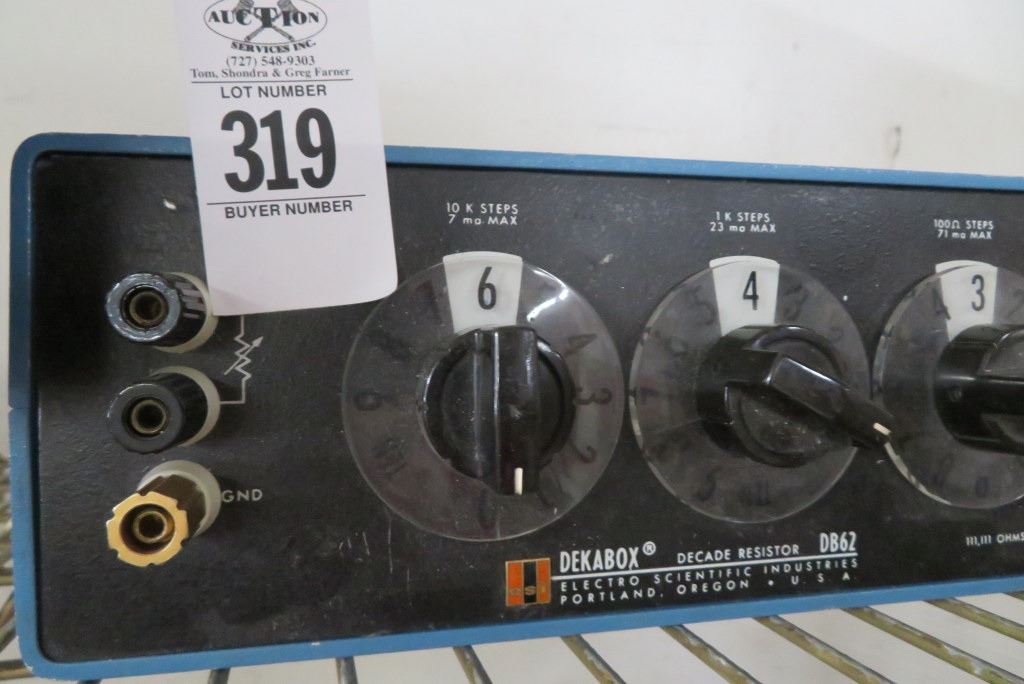 AUCTION
SERVICES INC.
(727) 548-9303
Tom, Shondra & Greg Farner
LOT NUMBER
319
BUYER NUMBER
10 K STEPS
7 ma. MAX
1 K STEPS
23 ma MAX
100Ω STEPS
71 ma MAX
6
4
3
GND
DEKABOX® DECADE RESISTOR DB62
esi
ELECTRO SCIENTIFIC INDUSTRIES
PORTLAND, OREGON • U.S.A.
111,111 OHMS